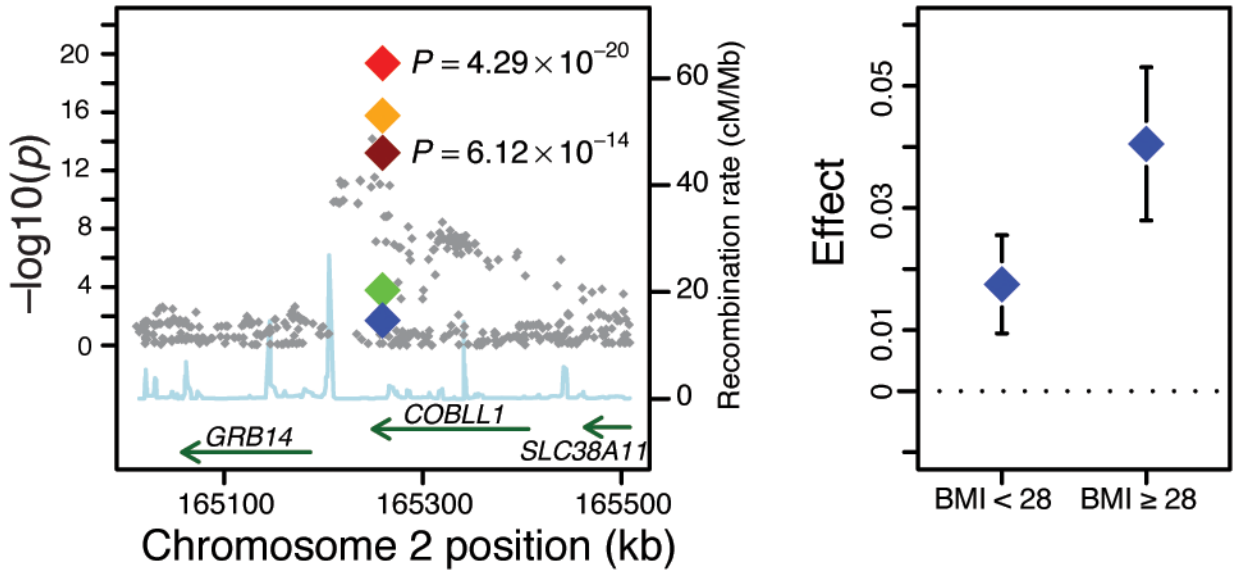 –log10(p)
20
16
12
8
4
0
P = 4.29 × 10⁻²⁰
P = 6.12 × 10⁻¹⁴
60
40
20
0
Recombination rate (cM/Mb)
GRB14
COBLL1
SLC38A11
165100
165300
165500
Chromosome 2 position (kb)
Effect
0.05
0.03
0.01
0
BMI < 28
BMI ≥ 28